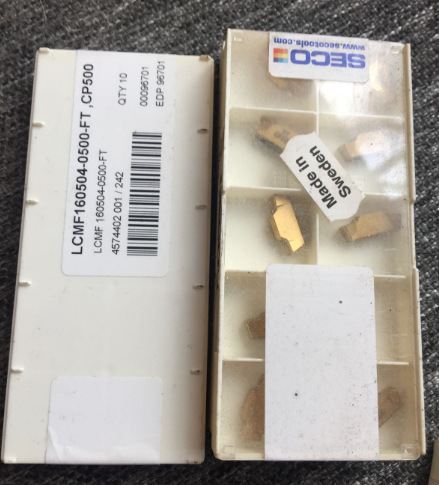 LCMF160504-0500-FT ,CP500
LCMF 160504-0500-FT
4574402 001 / 242
QTY 10
00096701
EDP 96701
SECO
www.secotools.com
Made in
Sweden